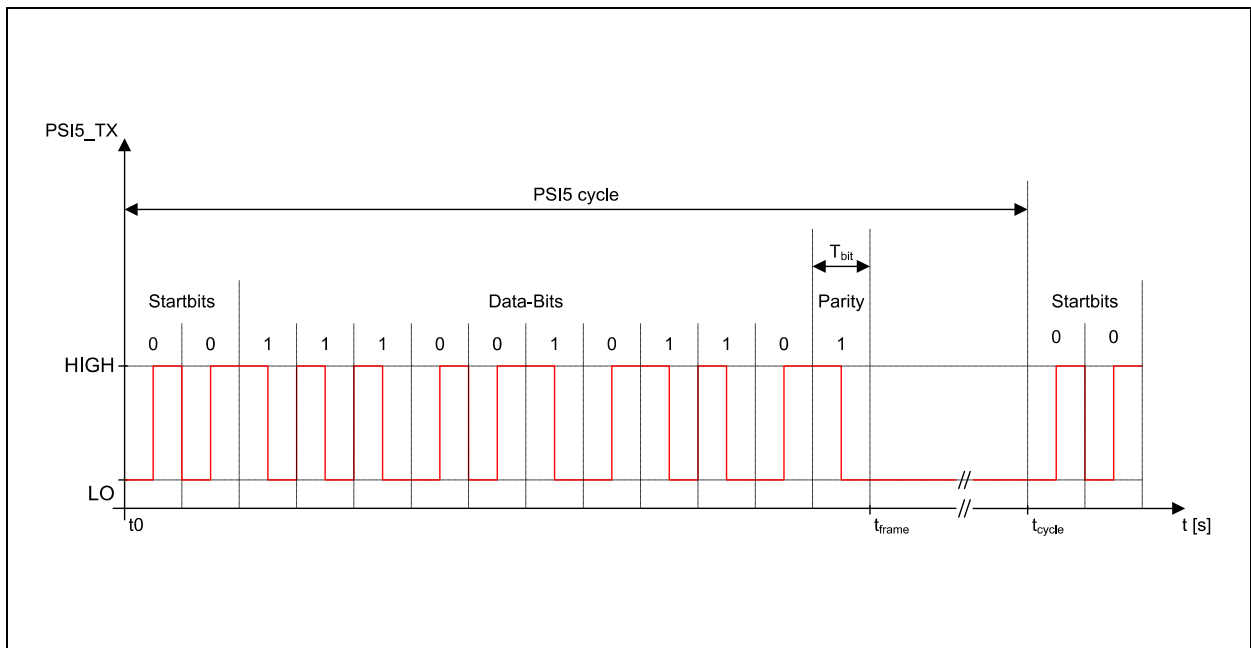 PSI5_TX
PSI5 cycle
Tbit
Startbits Data-Bits Parity Startbits
0 0 1 1 1 0 0 1 0 1 1 0 1 0 0
HIGH
LO
t0 tframe tcycle t [s]